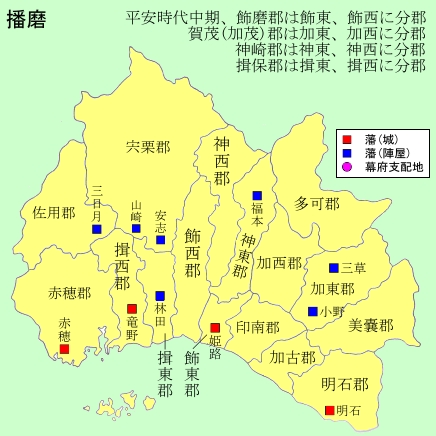 播磨
平安時代中期、飾磨郡は飾東、飾西に分郡
賀茂(加茂)郡は加東、加西に分郡
神崎郡は神東、神西に分郡
揖保郡は揖東、揖西に分郡
藩(城)
藩(陣屋)
幕府支配地
宍粟郡
神西郡
佐用郡
三日月
山崎
安志
福本
多可郡
揖西郡
飾西郡
神東郡
加西郡
三草
加東郡
赤穂郡
赤穂
竜野
林田
姫路
印南郡
小野
美嚢郡
揖東郡
飾東郡
加古郡
明石郡
明石